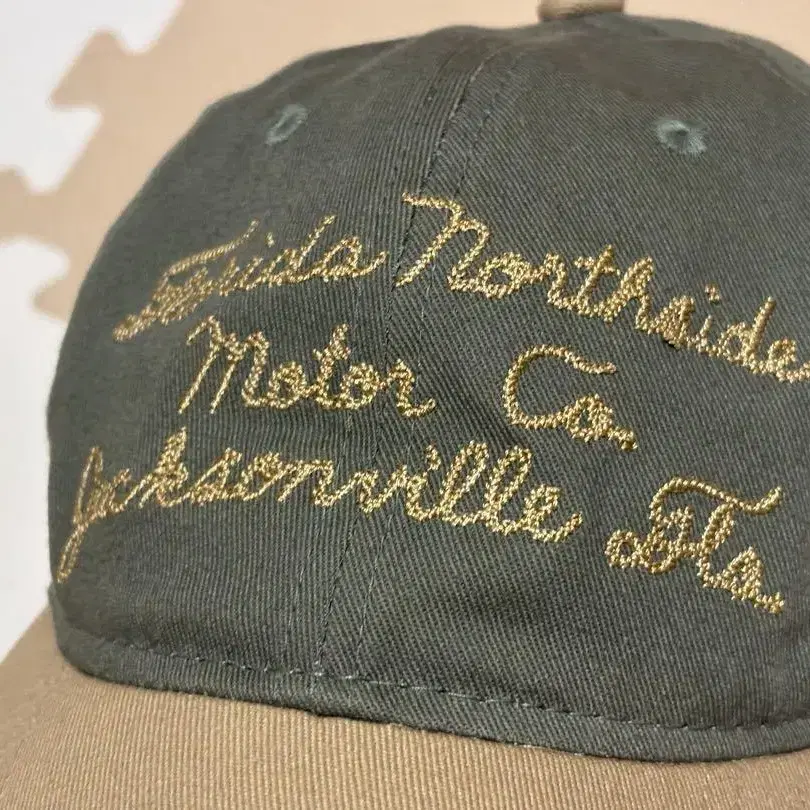 Florida Northside
Motor Co.
Jacksonville Fla.